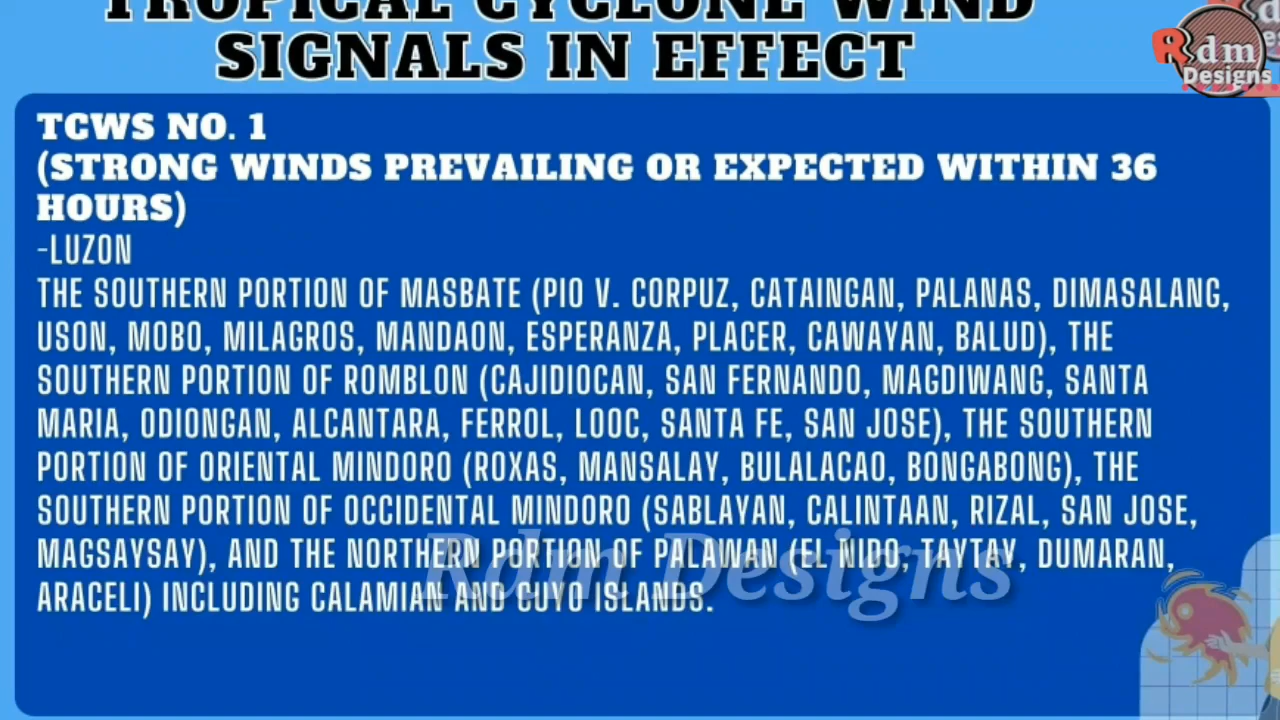 TROPICAL CYCLONE WIND
SIGNALS IN EFFECT
Rdm
Designs
TCWS NO. 1
(STRONG WINDS PREVAILING OR EXPECTED WITHIN 36
HOURS)
-LUZON
THE SOUTHERN PORTION OF MASBATE (PIO V. CORPUZ, CATAINGAN, PALANAS, DIMASALANG,
USON, MOBO, MILAGROS, MANDAON, ESPERANZA, PLACER, CAWAYAN, BALUD), THE
SOUTHERN PORTION OF ROMBLON (CAJIDIOCAN, SAN FERNANDO, MAGDIWANG, SANTA
MARIA, ODIONGAN, ALCANTARA, FERROL, LOOC, SANTA FE, SAN JOSE), THE SOUTHERN
PORTION OF ORIENTAL MINDORO (ROXAS, MANSALAY, BULALACAO, BONGABONG), THE
SOUTHERN PORTION OF OCCIDENTAL MINDORO (SABLAYAN, CALINTAAN, RIZAL, SAN JOSE,
MAGSAYSAY), AND THE NORTHERN PORTION OF PALAWAN (EL NIDO, TAYTAY, DUMARAN,
ARACELI) INCLUDING CALAMIAN AND CUYO ISLANDS.
Rdm Designs